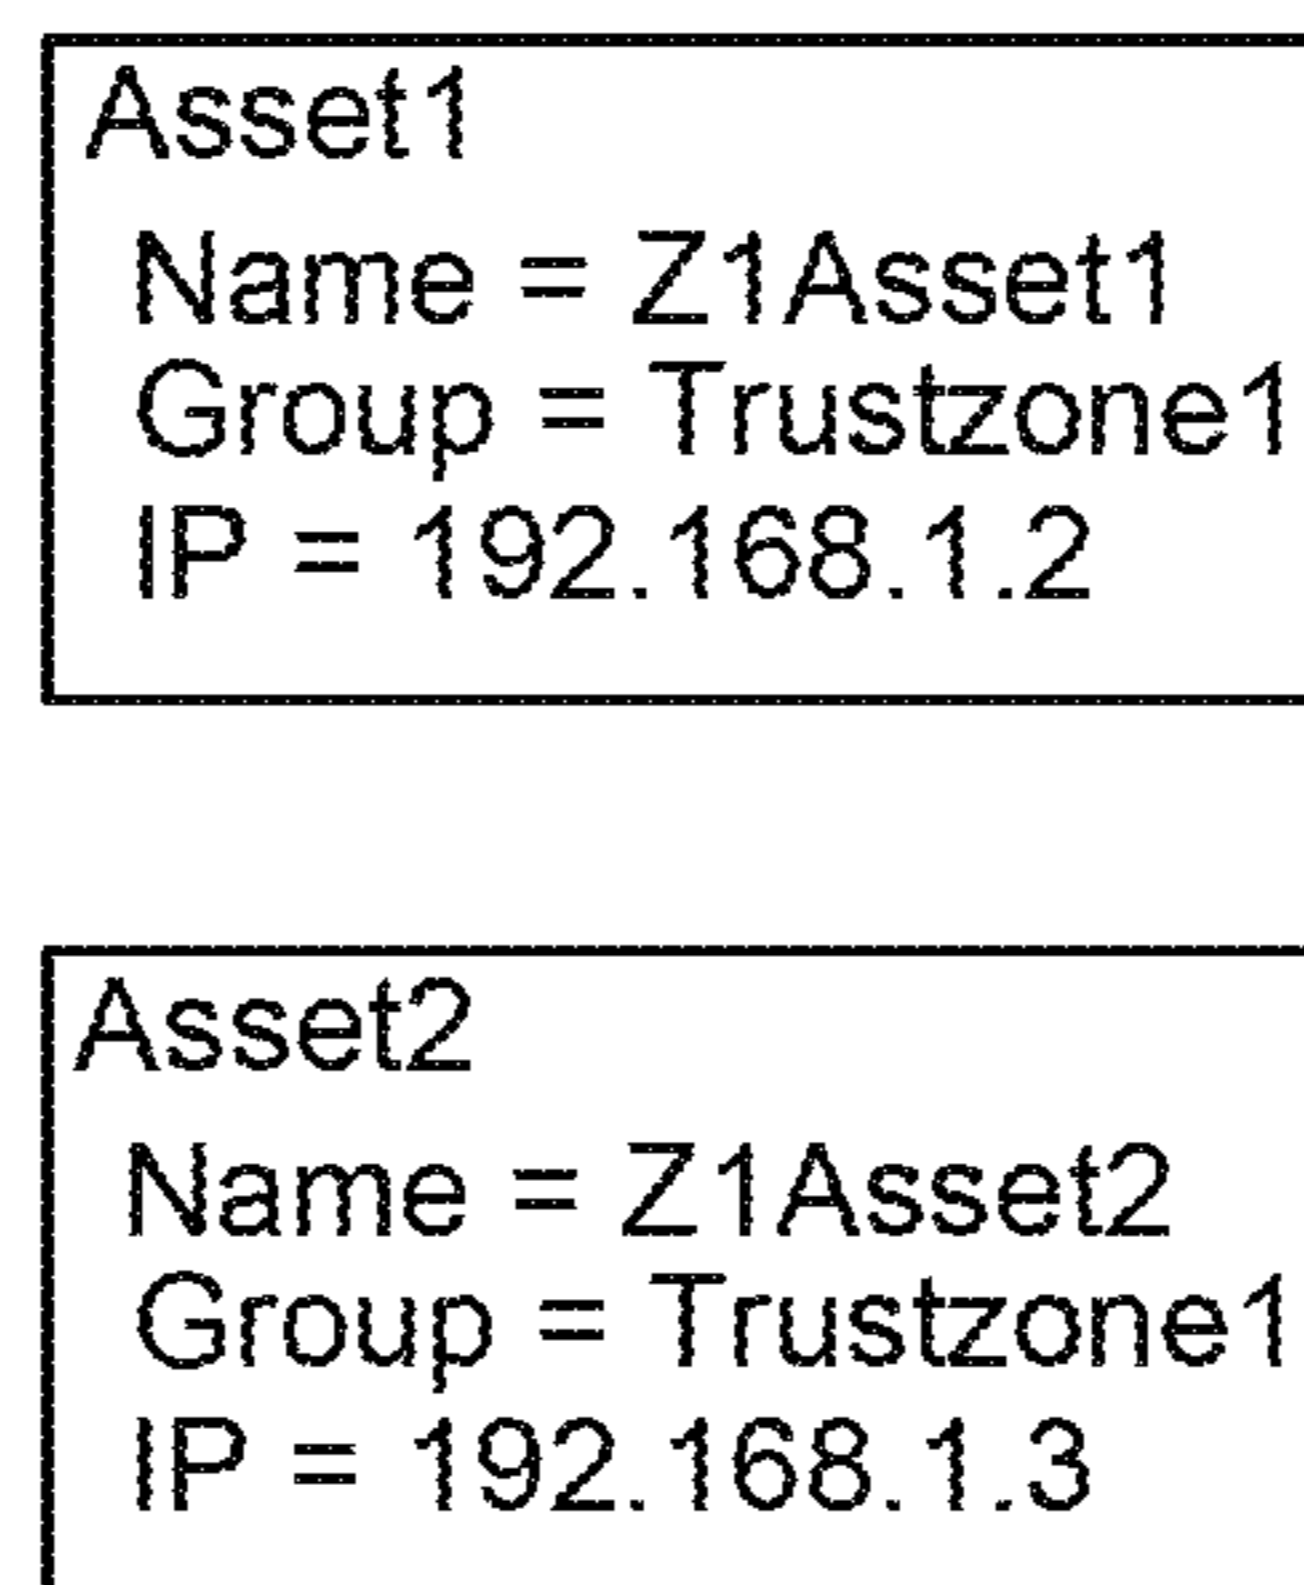 Asset1
Name = Z1Asset1
Group = Trustzone1
IP = 192.168.1.2
Asset2
Name = Z1Asset2
Group = Trustzone1
IP = 192.168.1.3